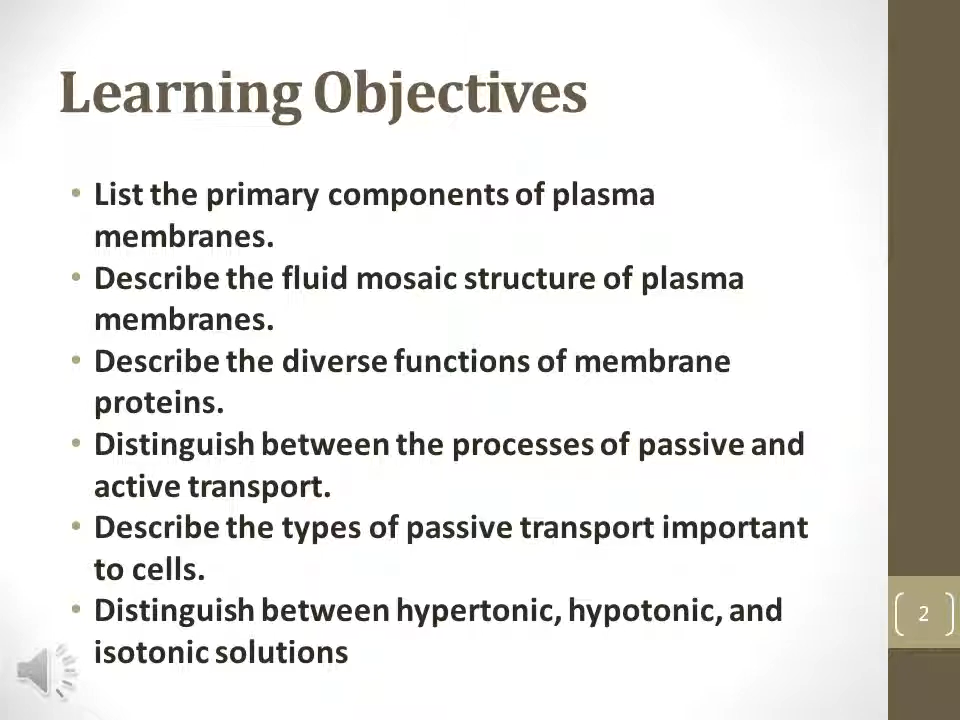 Learning Objectives
• List the primary components of plasma
membranes.
• Describe the fluid mosaic structure of plasma
membranes.
• Describe the diverse functions of membrane
proteins.
• Distinguish between the processes of passive and
active transport.
• Describe the types of passive transport important
to cells.
• Distinguish between hypertonic, hypotonic, and
isotonic solutions
2